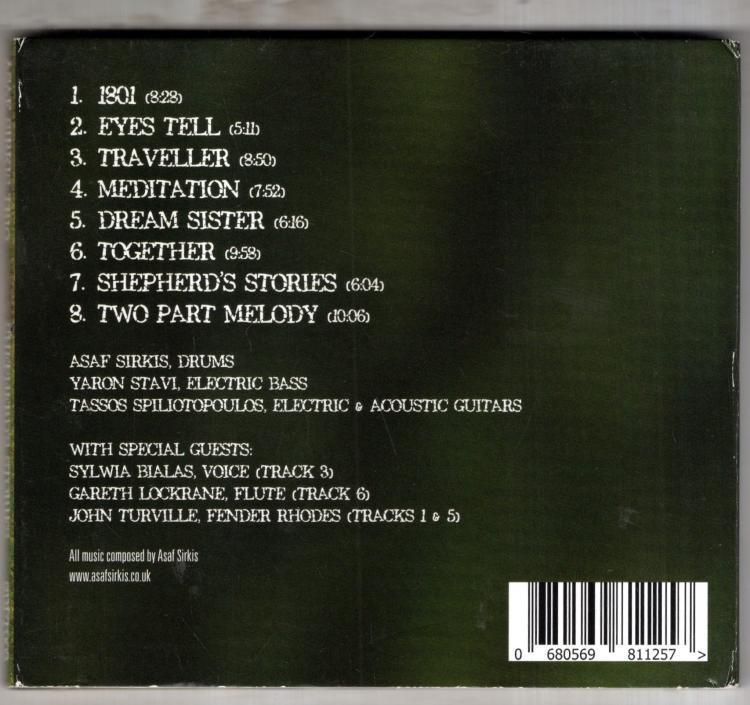 1. 1801 (8:28)
2. EYES TELL (5:11)
3. TRAVELLER (8:50)
4. MEDITATION (7:52)
5. DREAM SISTER (6:16)
6. TOGETHER (9:58)
7. SHEPHERD'S STORIES (6:04)
8. TWO PART MELODY (10:06)
ASAF SIRKIS, DRUMS
YARON STAVI, ELECTRIC BASS
TASSOS SPILIOTOPOULOS, ELECTRIC & ACOUSTIC GUITARS
WITH SPECIAL GUESTS:
SYLWIA BIALAS, VOICE (TRACK 3)
GARETH LOCKRANE, FLUTE (TRACK 6)
JOHN TURVILLE, FENDER RHODES (TRACKS 1 & 5)
All music composed by Asaf Sirkis
www.asafsirkis.co.uk
0 680569 811257 >